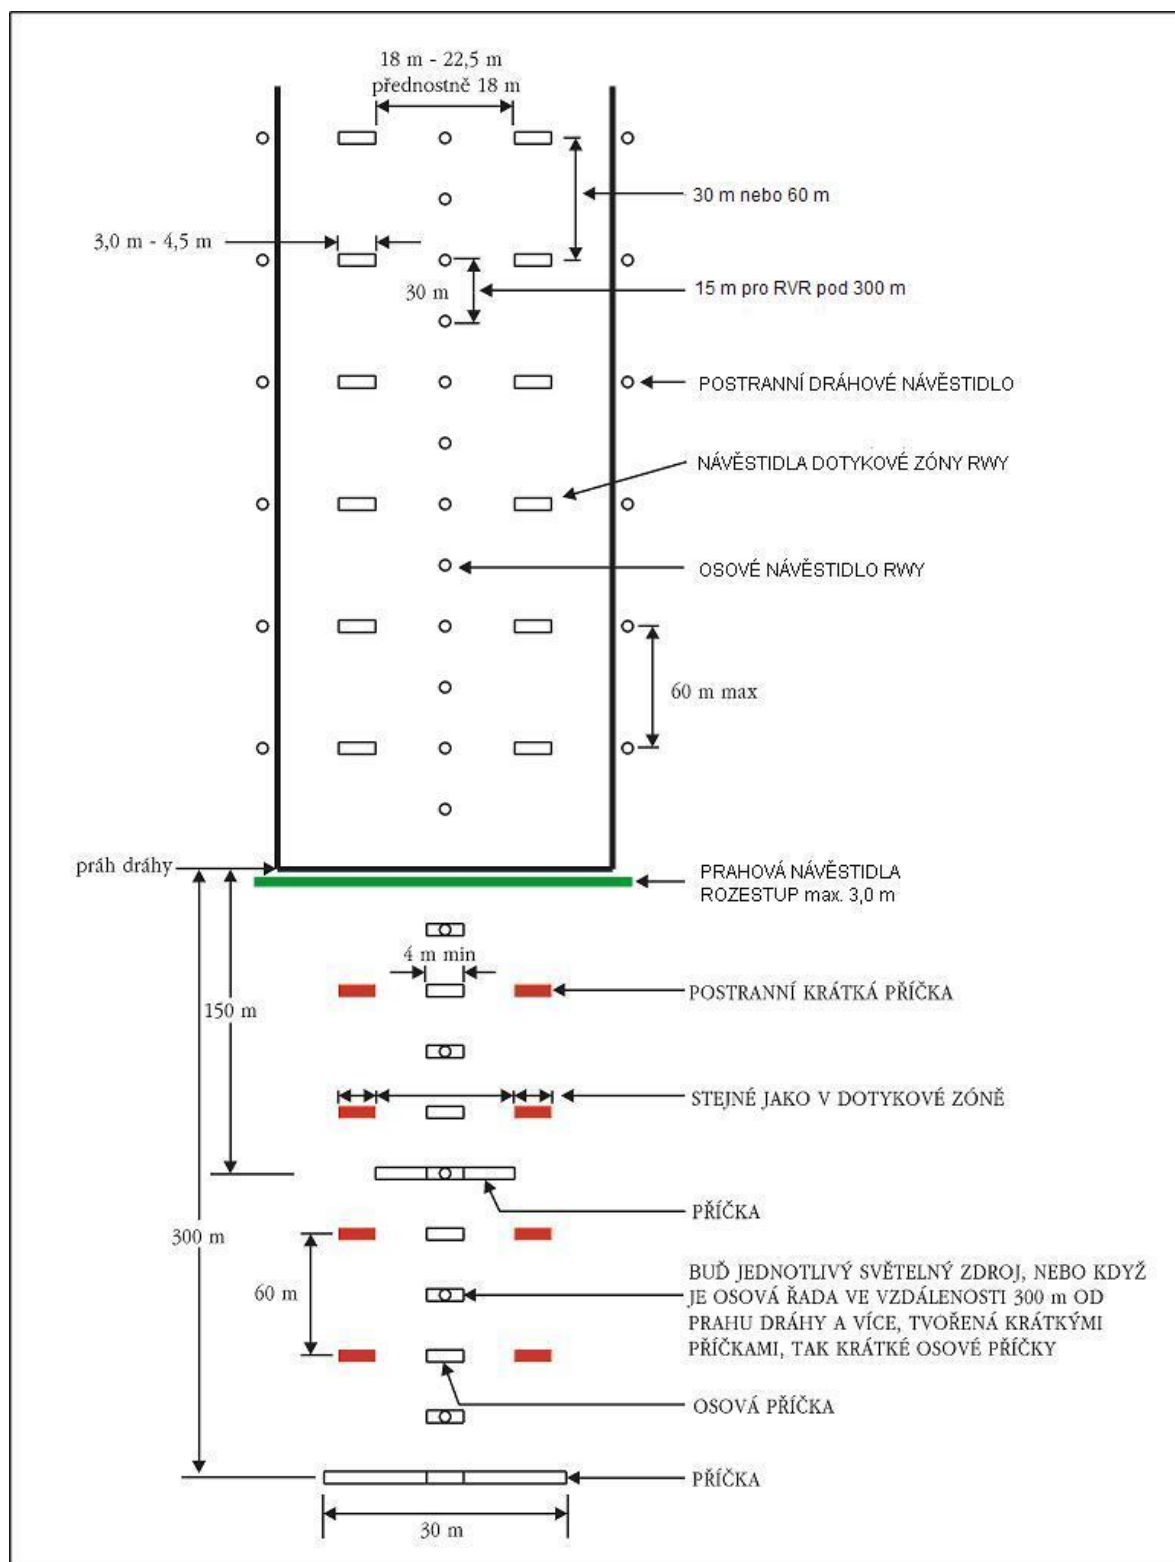 18 m - 22,5 m
přednostně 18 m
30 m nebo 60 m
3,0 m - 4,5 m
30 m
15 m pro RVR pod 300 m
POSTRANNÍ DRÁHOVÉ NÁVĚSTIDLO
NÁVĚSTIDLA DOTYKOVÉ ZÓNY RWY
OSOVÉ NÁVĚSTIDLO RWY
60 m max
práh dráhy
PRAHOVÁ NÁVĚSTIDLA
ROZESTUP max. 3,0 m
4 m min
POSTRANNÍ KRÁTKÁ PŘÍČKA
150 m
STEJNÉ JAKO V DOTYKOVÉ ZÓNĚ
PŘÍČKA
300 m
60 m
BUĎ JEDNOTLIVÝ SVĚTELNÝ ZDROJ, NEBO KDYŽ
JE OSOVÁ ŘADA VE VZDÁLENOSTI 300 m OD
PRAHU DRÁHY A VÍCE, TVOŘENÁ KRÁTKÝMI
PŘÍČKAMI, TAK KRÁTKÉ OSOVÉ PŘÍČKY
OSOVÁ PŘÍČKA
PŘÍČKA
30 m